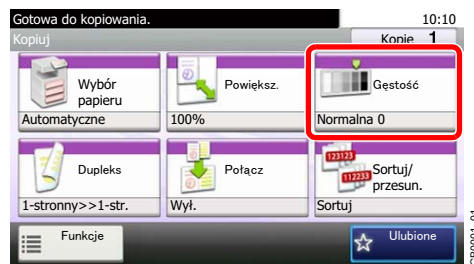 Gotowa do kopiowania.
10:10
Kopiuj
Kopie 1
Wybór
papieru
Automatyczne
Powiększ.
100%
Gęstość
Normalna 0
Dupleks
1-stronny>>1-str.
Połącz
Wył.
123123
112233
Sortuj/
przesun.
Sortuj
Funkcje
Ulubione